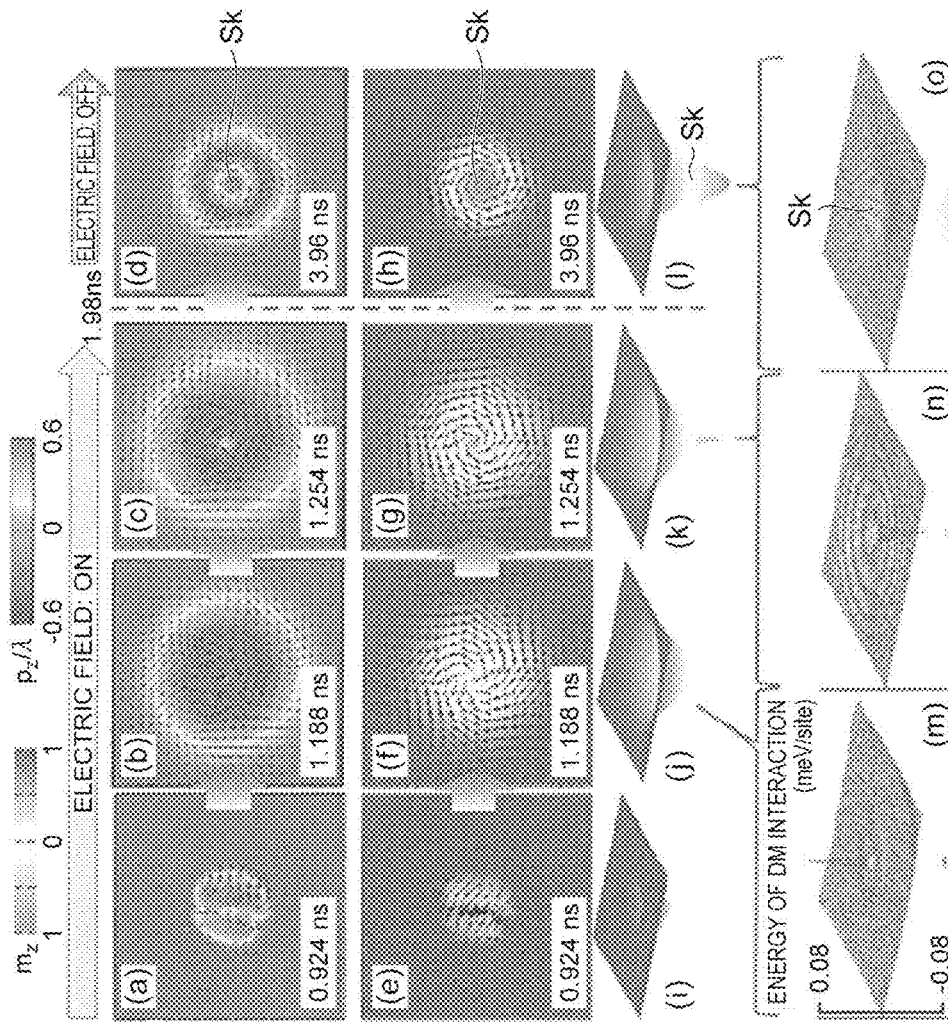 m_z
1 0 1
p_z/λ
-0.6 0 0.6
ELECTRIC FIELD: ON
1.98ns
ELECTRIC FIELD: OFF
(a)
0.924 ns
(b)
1.188 ns
(c)
1.254 ns
(d)
3.96 ns
Sk
(e)
0.924 ns
(f)
1.188 ns
(g)
1.254 ns
(h)
3.96 ns
Sk
(i)
(j)
(k)
(l)
Sk
ENERGY OF DM INTERACTION
(meV/site)
0.08
-0.08
(m)
(n)
(o)
Sk